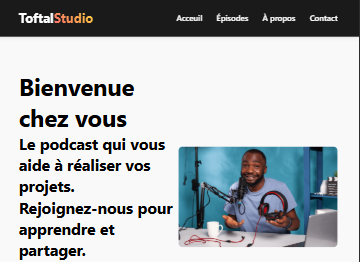 ToftalStudio
Acceuil Épisodes À propos Contact
Bienvenue
chez vous
Le podcast qui vous
aide à réaliser vos
projets.
Rejoignez-nous pour
apprendre et
partager.